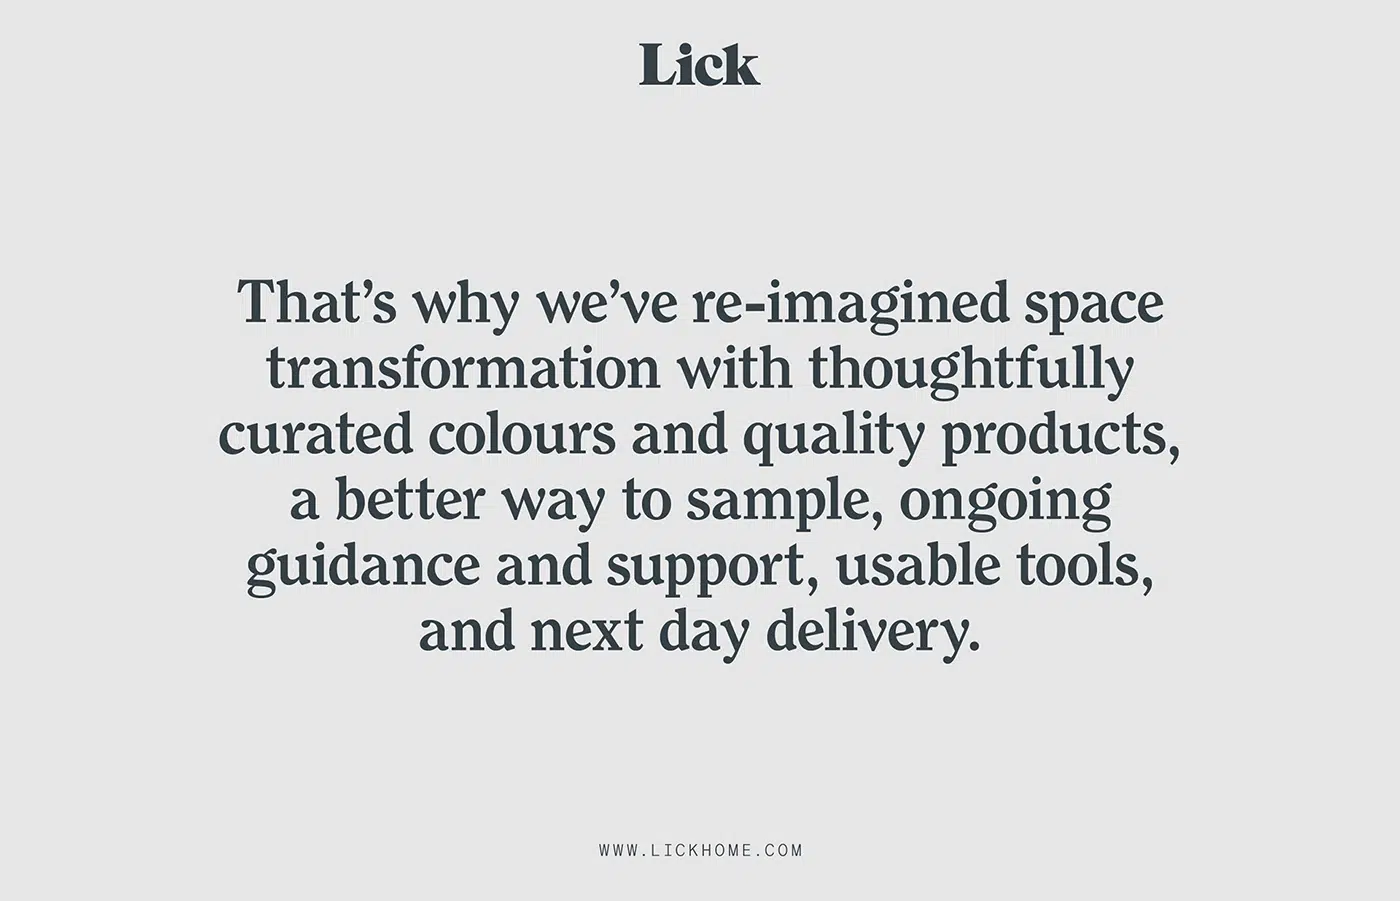 Lick
That’s why we’ve re-imagined space
transformation with thoughtfully
curated colours and quality products,
a better way to sample, ongoing
guidance and support, usable tools,
and next day delivery.
WWW.LICKHOME.COM